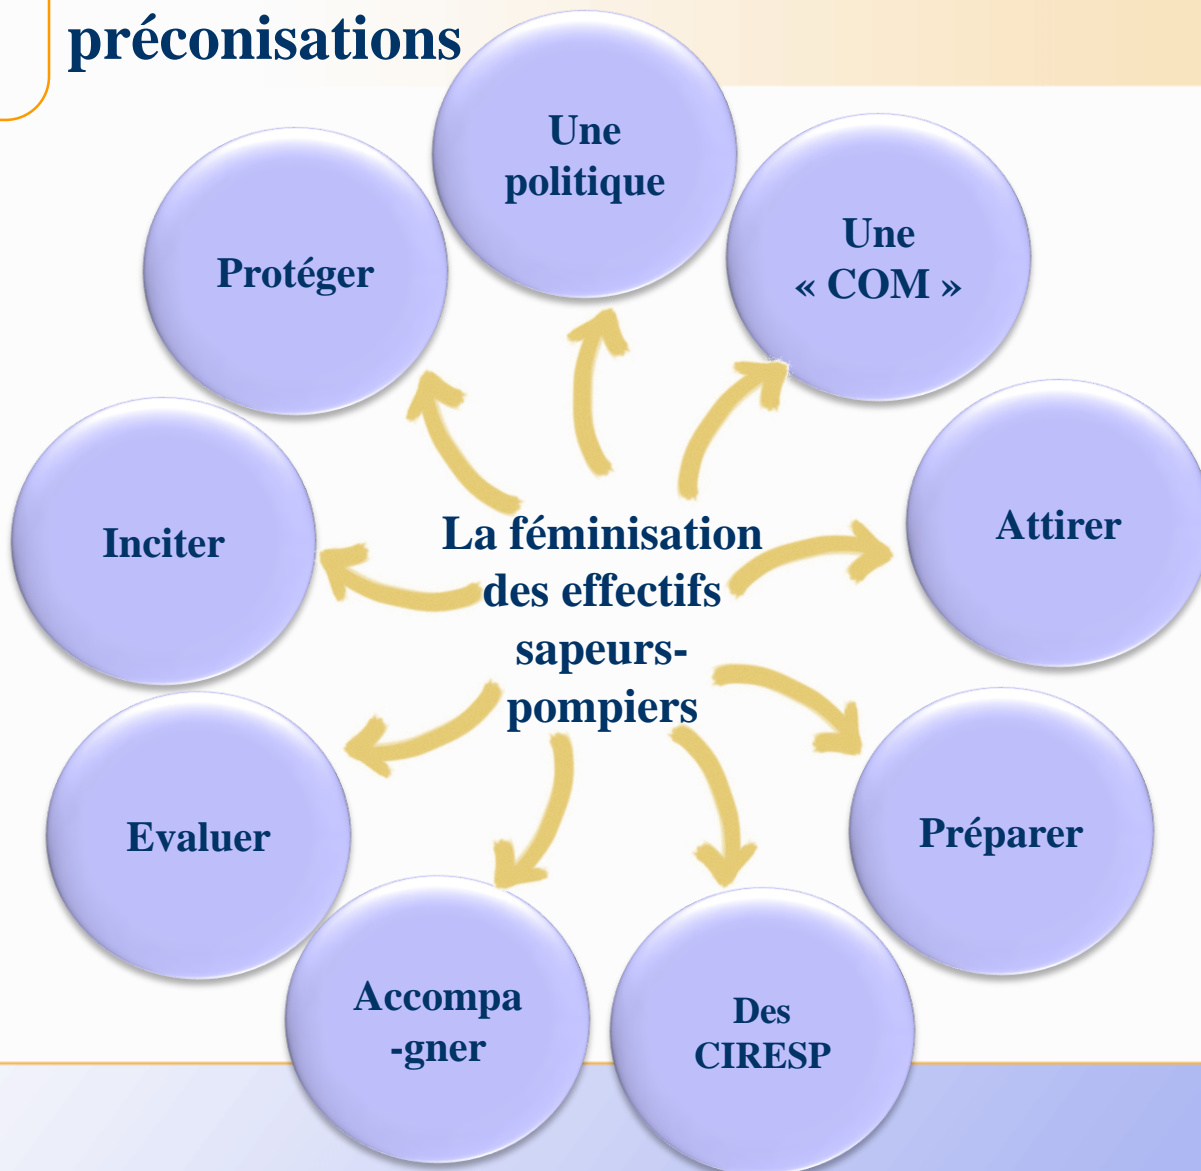 préconisations
Une
politique
Une
« COM »
Protéger
Attirer
Inciter
La féminisation
des effectifs
sapeurs-
pompiers
Préparer
Evaluer
Accompa
-gner
Des
CIRESP